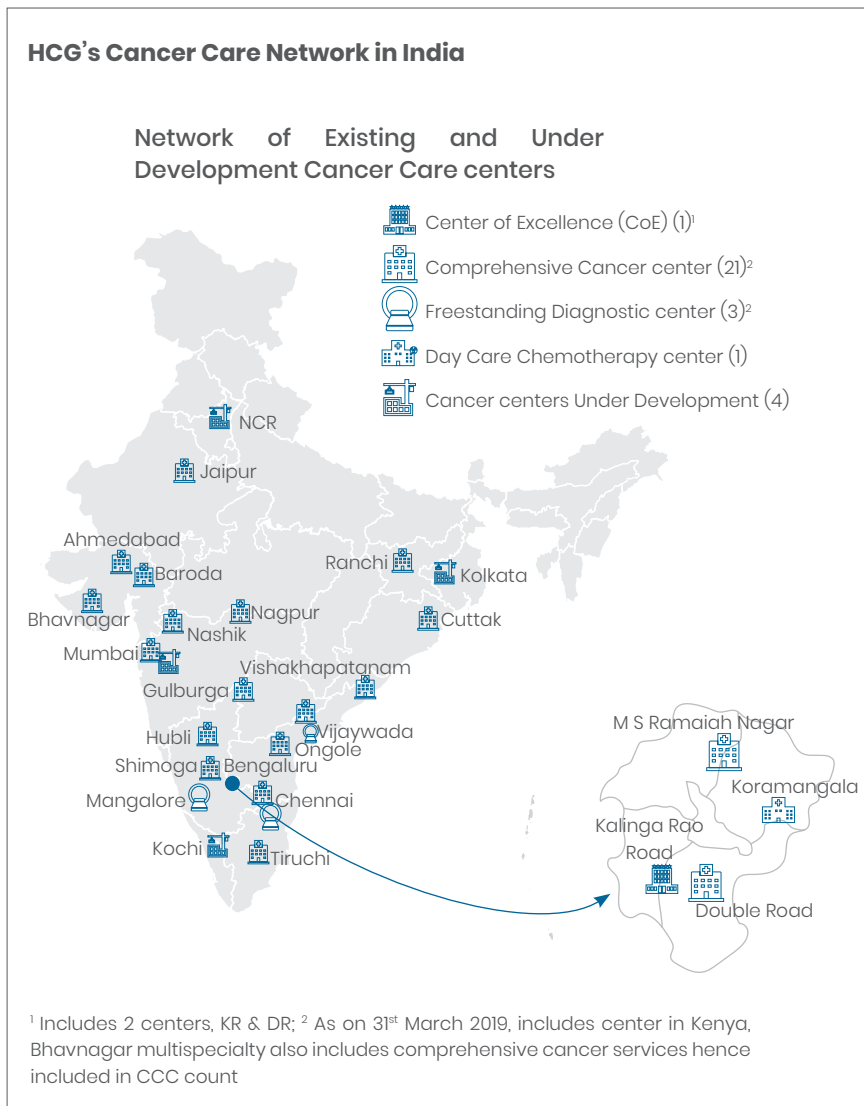 HCG's Cancer Care Network in India
Network of Existing and Under
Development Cancer Care centers
Center of Excellence (CoE) (1)¹
Comprehensive Cancer center (21)²
Freestanding Diagnostic center (3)²
Day Care Chemotherapy center (1)
Cancer centers Under Development (4)
NCR
Jaipur
Ahmedabad
Baroda
Bhavnagar
Ranchi
Kolkata
Nagpur
Nashik
Cuttak
Mumbai
Vishakhapatanam
Gulburga
Vijaywada
Hubli
Ongole
Shimoga
Bengaluru
Mangalore
Chennai
Kochi
Tiruchi
M S Ramaiah Nagar
Koramangala
Kalinga Rao
Road
Double Road
¹ Includes 2 centers, KR & DR; ² As on 31st March 2019, includes center in Kenya,
Bhavnagar multispecialty also includes comprehensive cancer services hence
included in CCC count